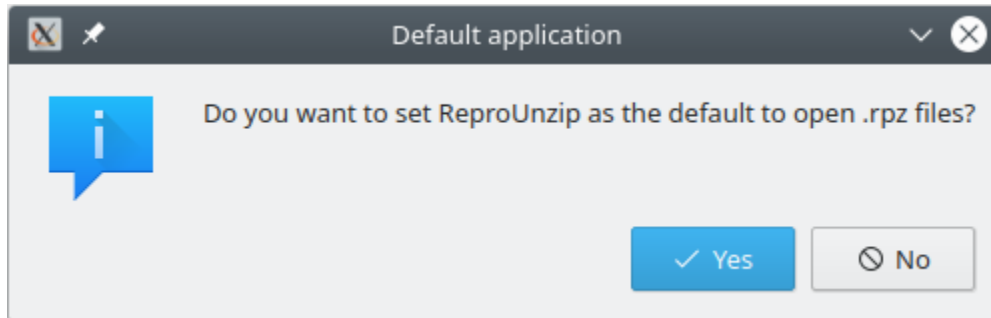 Default application
Do you want to set ReproUnzip as the default to open .rpz files?
Yes
No